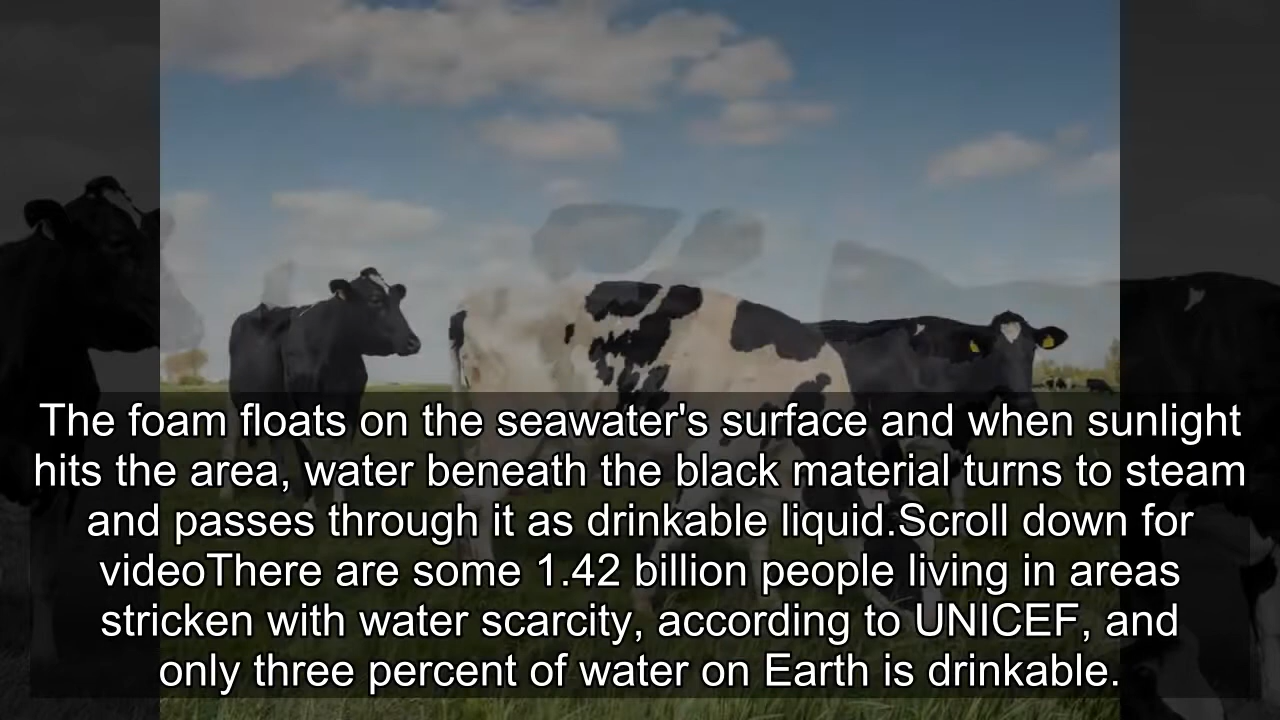 The foam floats on the seawater's surface and when sunlight
hits the area, water beneath the black material turns to steam
and passes through it as drinkable liquid.Scroll down for
videoThere are some 1.42 billion people living in areas
stricken with water scarcity, according to UNICEF, and
only three percent of water on Earth is drinkable.